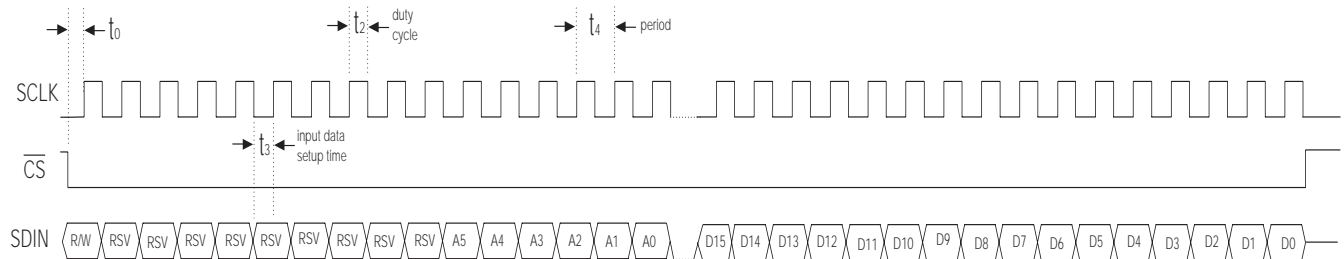 t0
t2 duty cycle
t4 period
SCLK
t3 input data setup time
CS
SDIN R/W RSV RSV RSV RSV RSV RSV RSV RSV RSV A5 A4 A3 A2 A1 A0 D15 D14 D13 D12 D11 D10 D9 D8 D7 D6 D5 D4 D3 D2 D1 D0